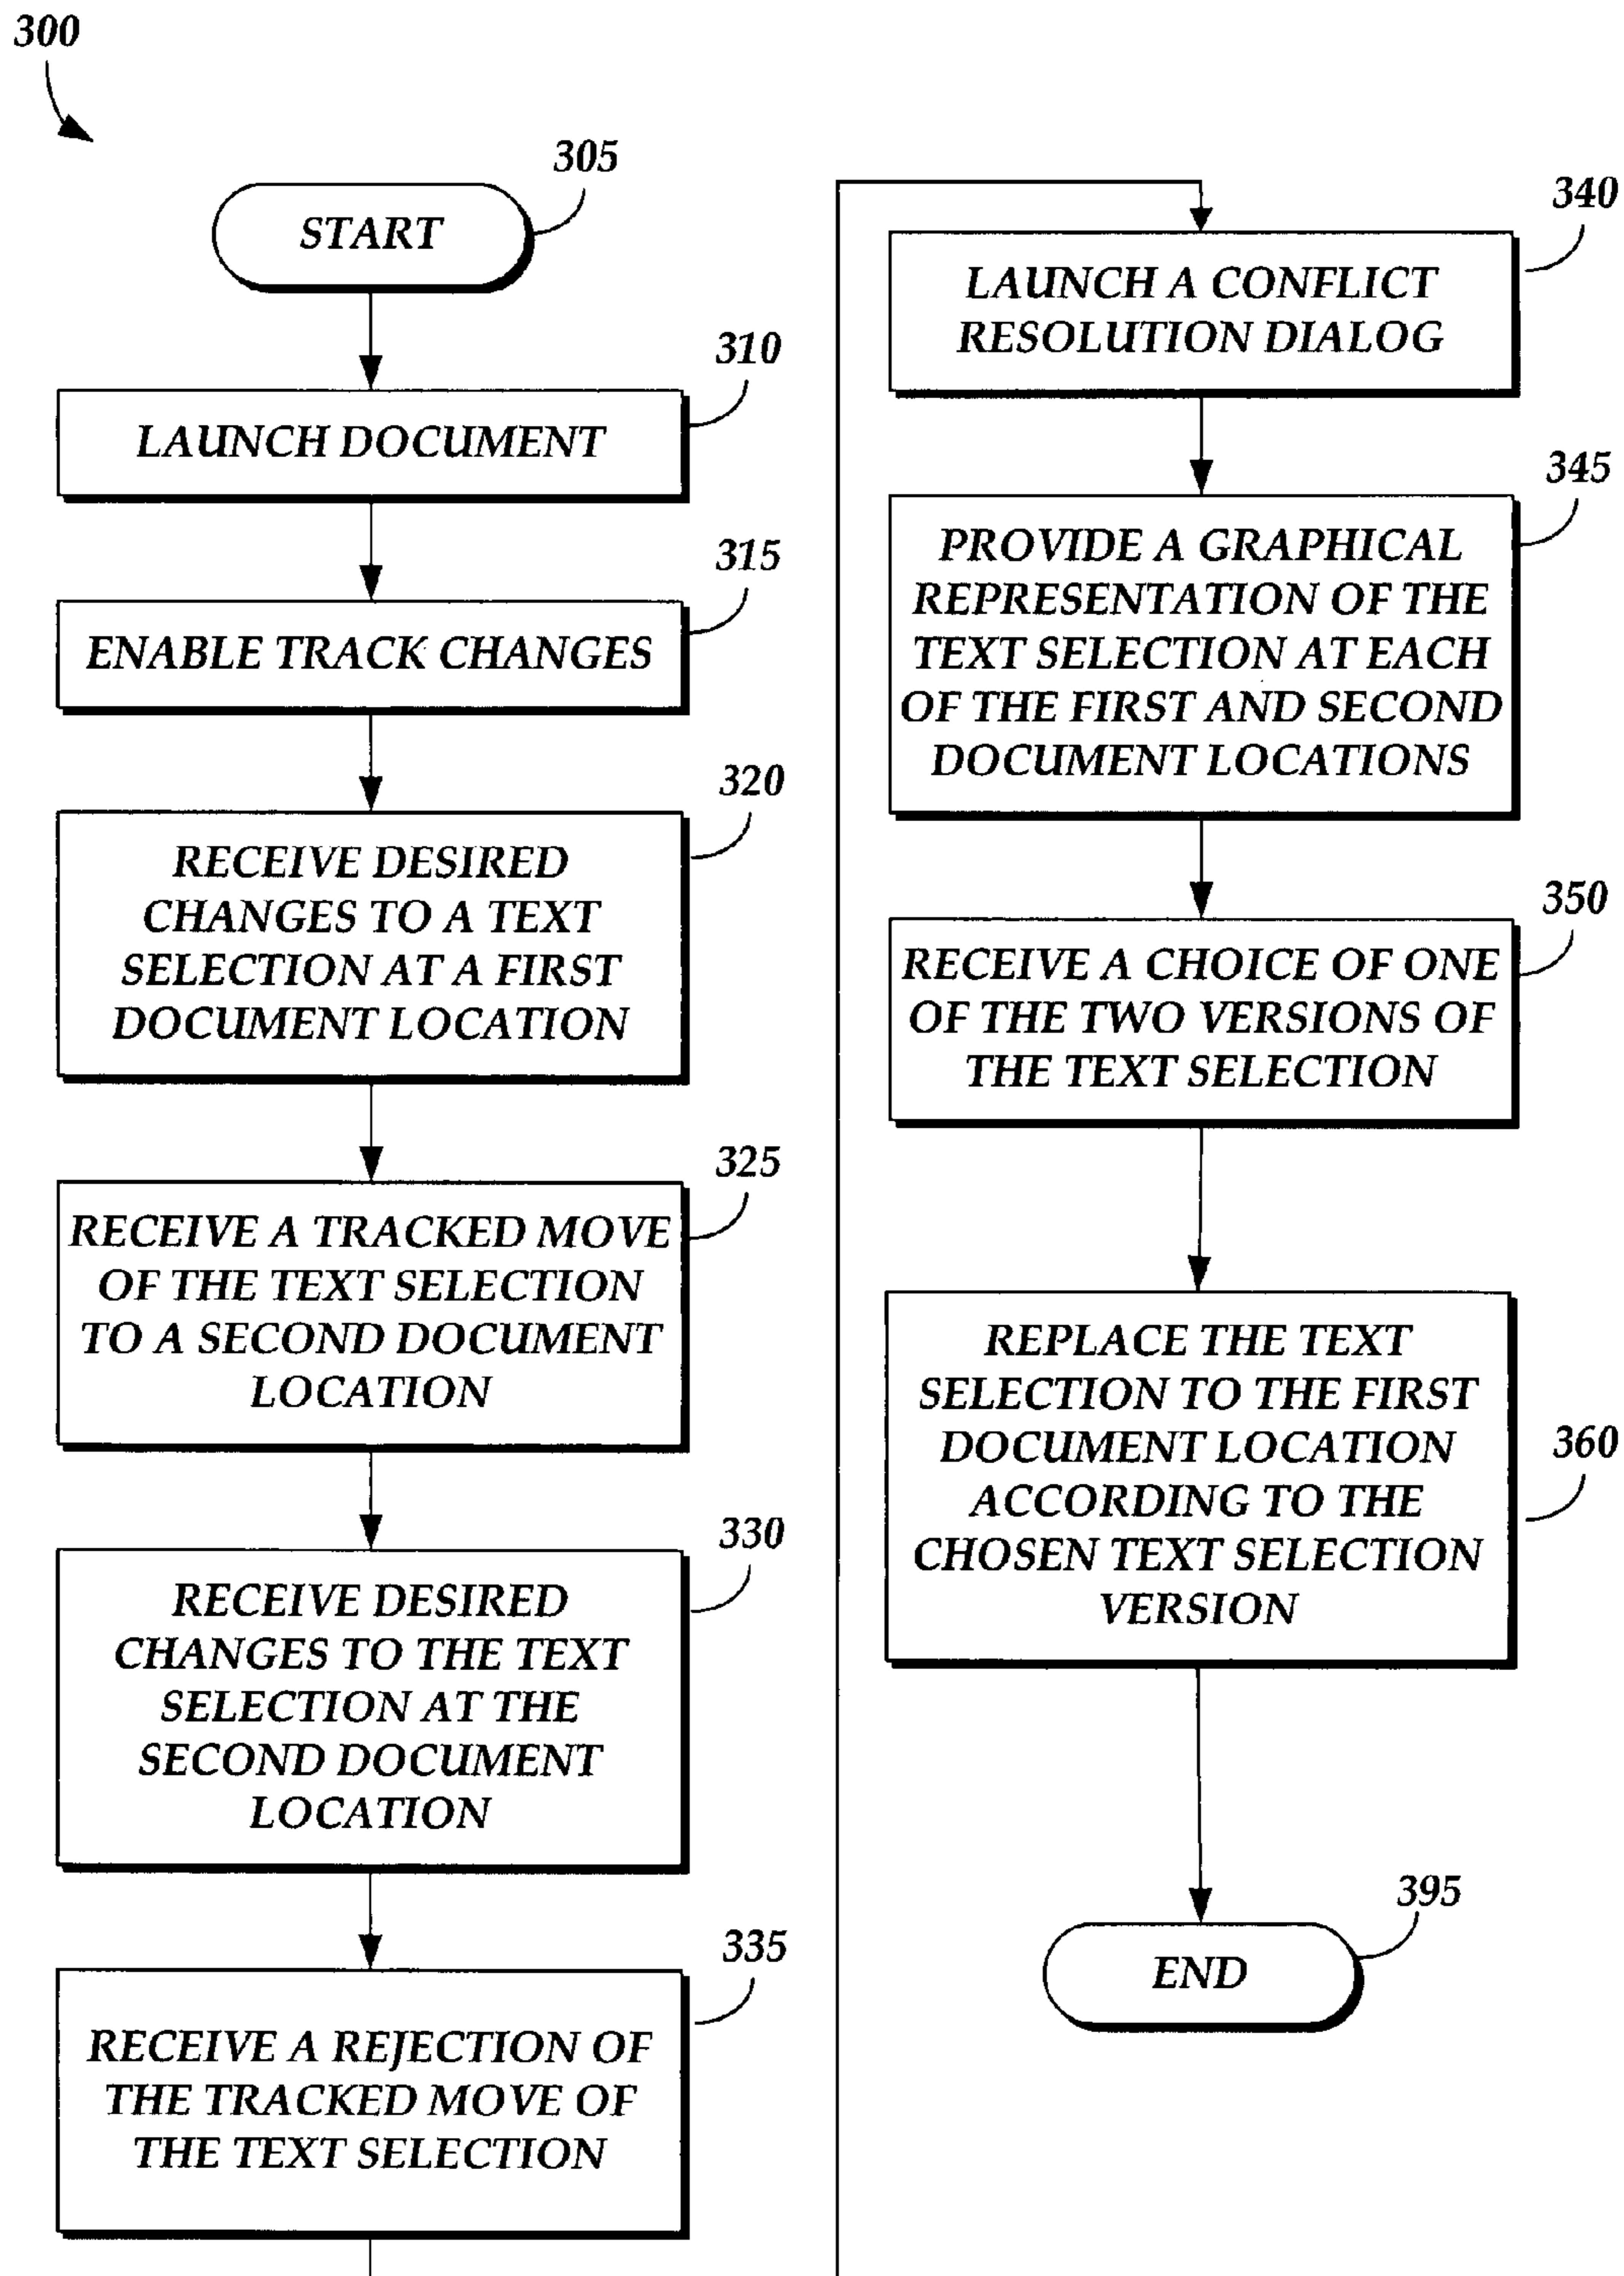 300
305
START
310
LAUNCH DOCUMENT
315
ENABLE TRACK CHANGES
320
RECEIVE DESIRED
CHANGES TO A TEXT
SELECTION AT A FIRST
DOCUMENT LOCATION
325
RECEIVE A TRACKED MOVE
OF THE TEXT SELECTION
TO A SECOND DOCUMENT
LOCATION
330
RECEIVE DESIRED
CHANGES TO THE TEXT
SELECTION AT THE
SECOND DOCUMENT
LOCATION
335
RECEIVE A REJECTION OF
THE TRACKED MOVE OF
THE TEXT SELECTION
340
LAUNCH A CONFLICT
RESOLUTION DIALOG
345
PROVIDE A GRAPHICAL
REPRESENTATION OF THE
TEXT SELECTION AT EACH
OF THE FIRST AND SECOND
DOCUMENT LOCATIONS
350
RECEIVE A CHOICE OF ONE
OF THE TWO VERSIONS OF
THE TEXT SELECTION
360
REPLACE THE TEXT
SELECTION TO THE FIRST
DOCUMENT LOCATION
ACCORDING TO THE
CHOSEN TEXT SELECTION
VERSION
395
END